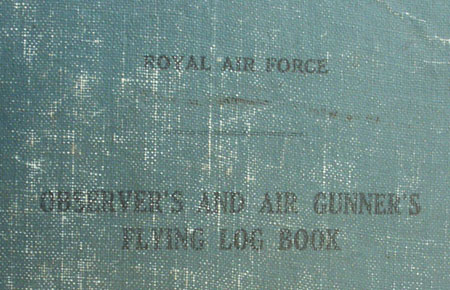 ROYAL AIR FORCE
OBSERVER'S AND AIR GUNNER'S
FLYING LOG BOOK